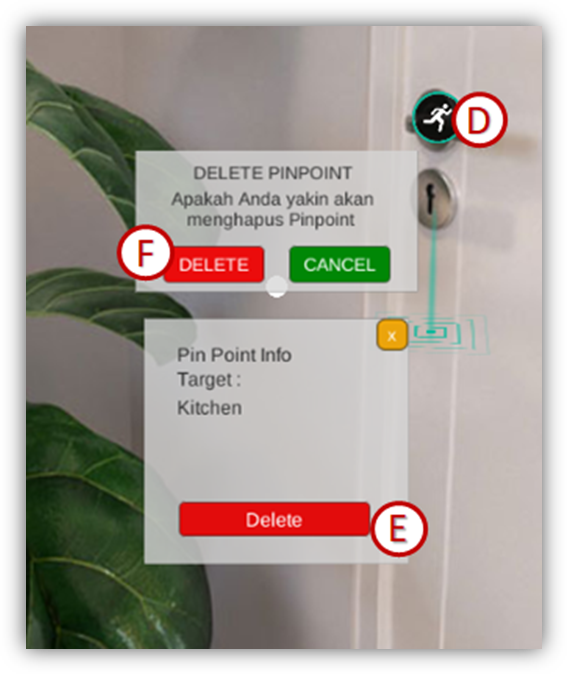 D
DELETE PINPOINT
Apakah Anda yakin akan
menghapus Pinpoint
F
DELETE
CANCEL
x
Pin Point Info
Target :
Kitchen
Delete
E